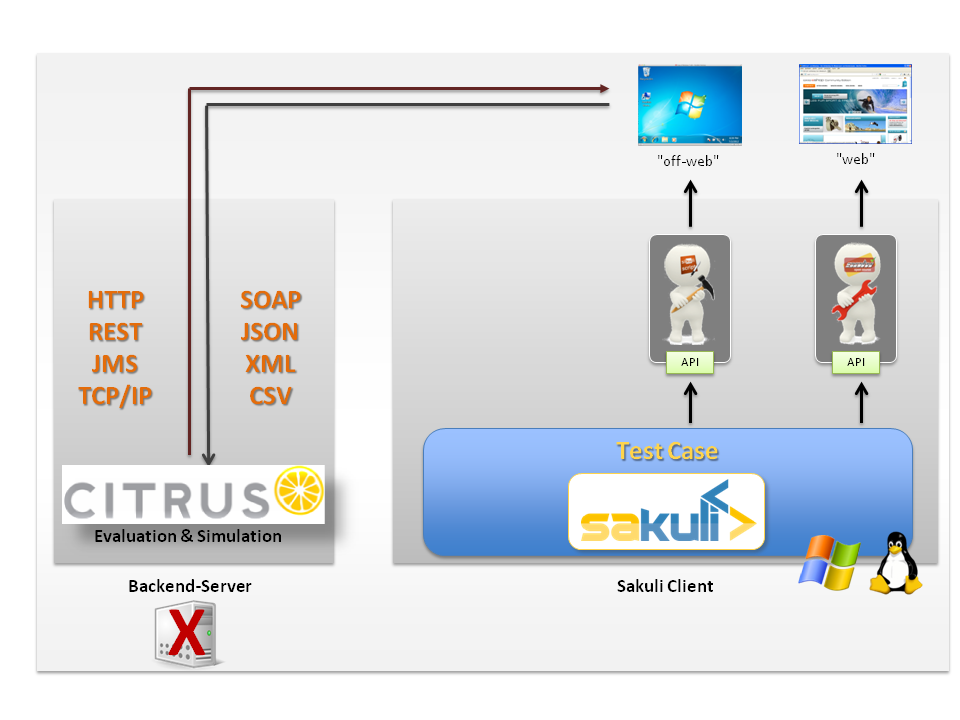 "off-web"
"web"
HTTP
REST
JMS
TCP/IP
SOAP
JSON
XML
CSV
API
API
Test Case
sakuli
CITRUS
Evaluation & Simulation
Backend-Server
Sakuli Client
X